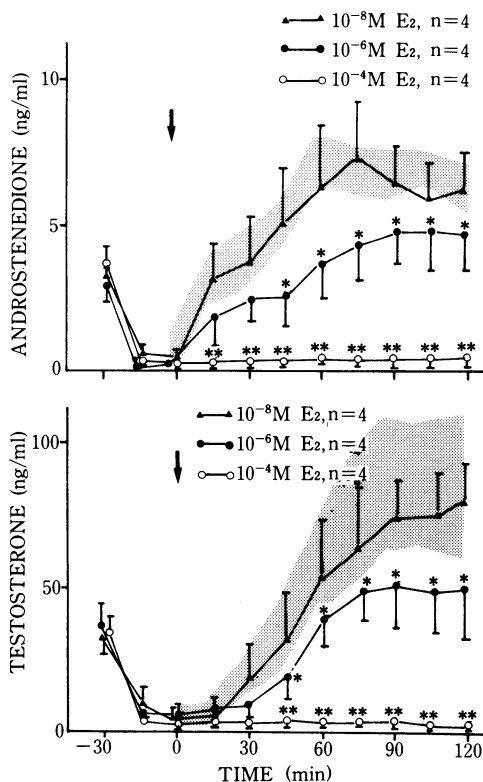 10⁻⁸M E₂, n=4
10⁻⁶M E₂, n=4
10⁻⁴M E₂, n=4
ANDROSTENEDIONE (ng/ml)
10
5
0
* * * * * *
** ** ** ** ** ** ** **
10⁻⁸M E₂, n=4
10⁻⁶M E₂, n=4
10⁻⁴M E₂, n=4
TESTOSTERONE (ng/ml)
100
50
0
* * * * * *
** ** ** ** ** **
-30 0 30 60 90 120
TIME (min)